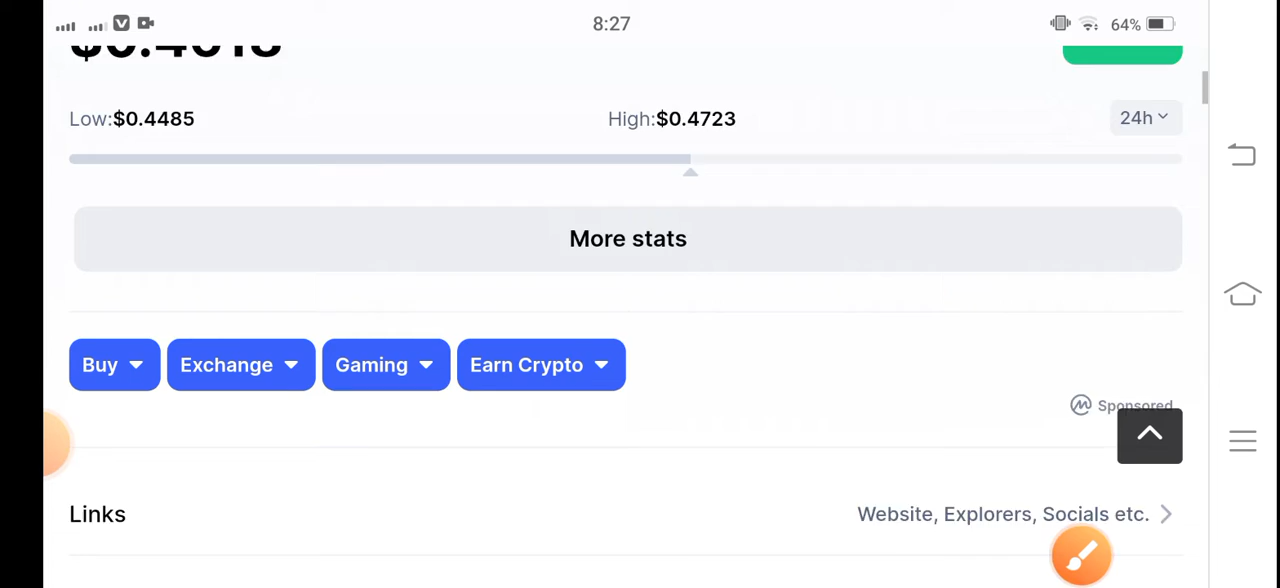 8:27
64%
Low:$0.4485 High:$0.4723 24h
More stats
Buy Exchange Gaming Earn Crypto
Sponsored
Links Website, Explorers, Socials etc.